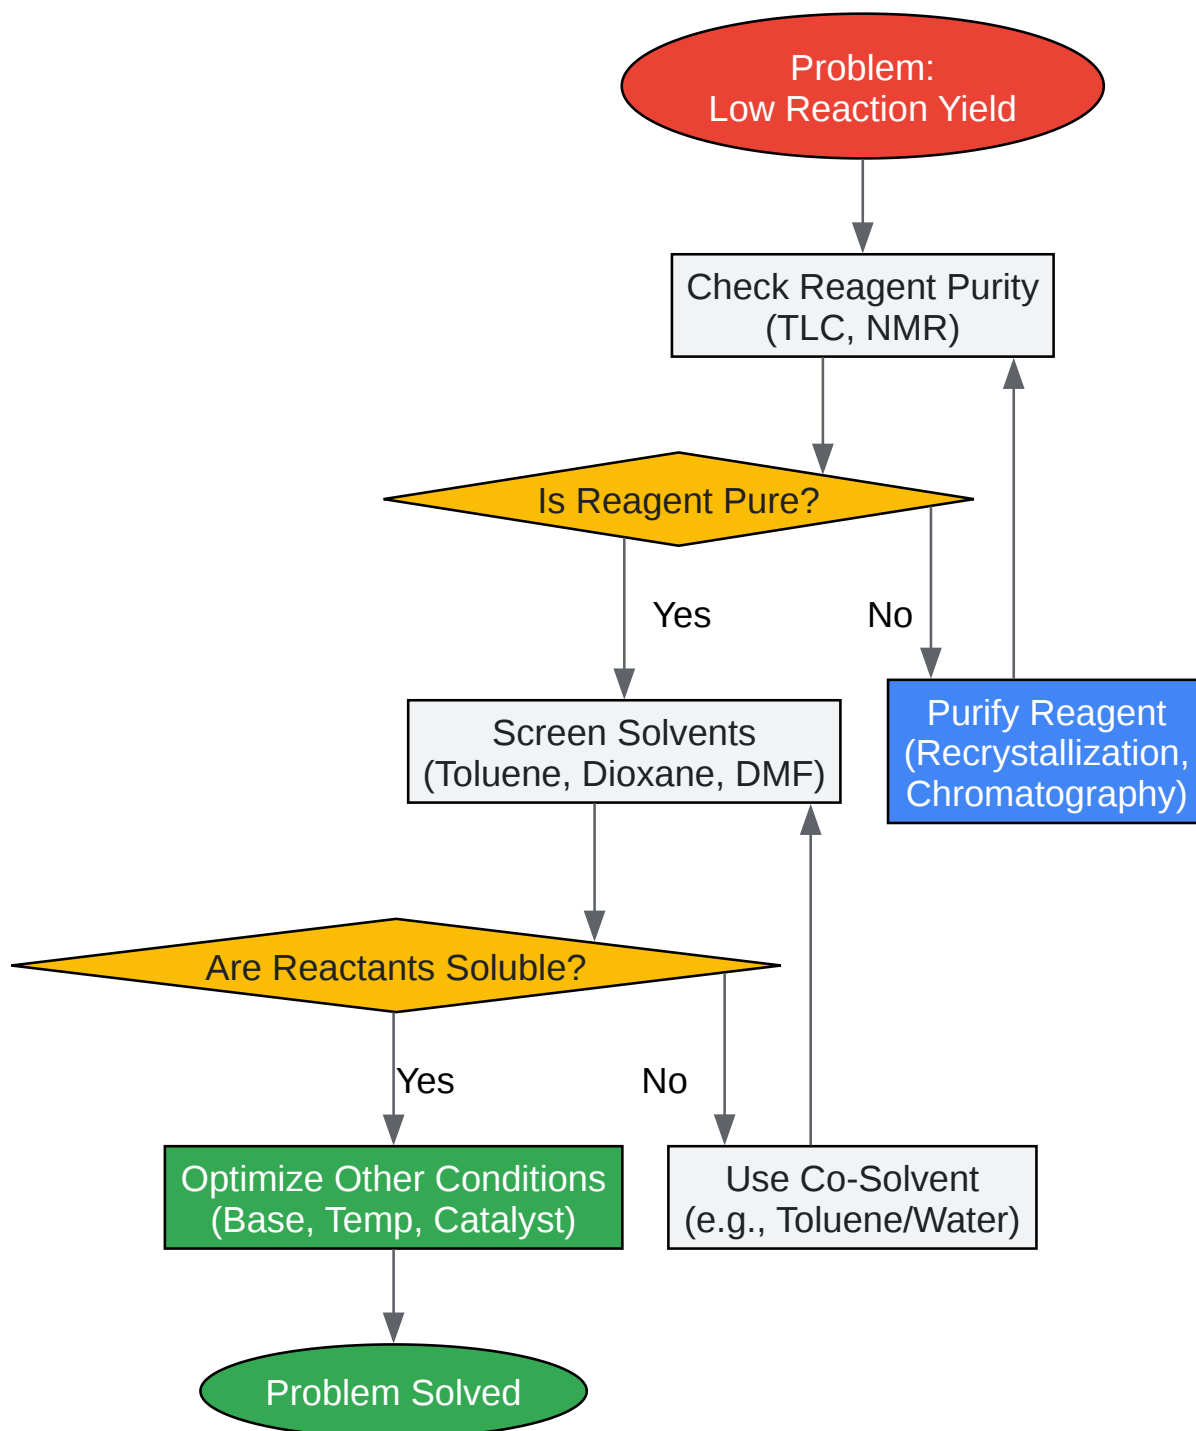 Problem:
Low Reaction Yield
Check Reagent Purity
(TLC, NMR)
Is Reagent Pure?
Yes
No
Screen Solvents
(Toluene, Dioxane, DMF)
Purify Reagent
(Recrystallization,
Chromatography)
Are Reactants Soluble?
Yes
No
Optimize Other Conditions
(Base, Temp, Catalyst)
Use Co-Solvent
(e.g., Toluene/Water)
Problem Solved